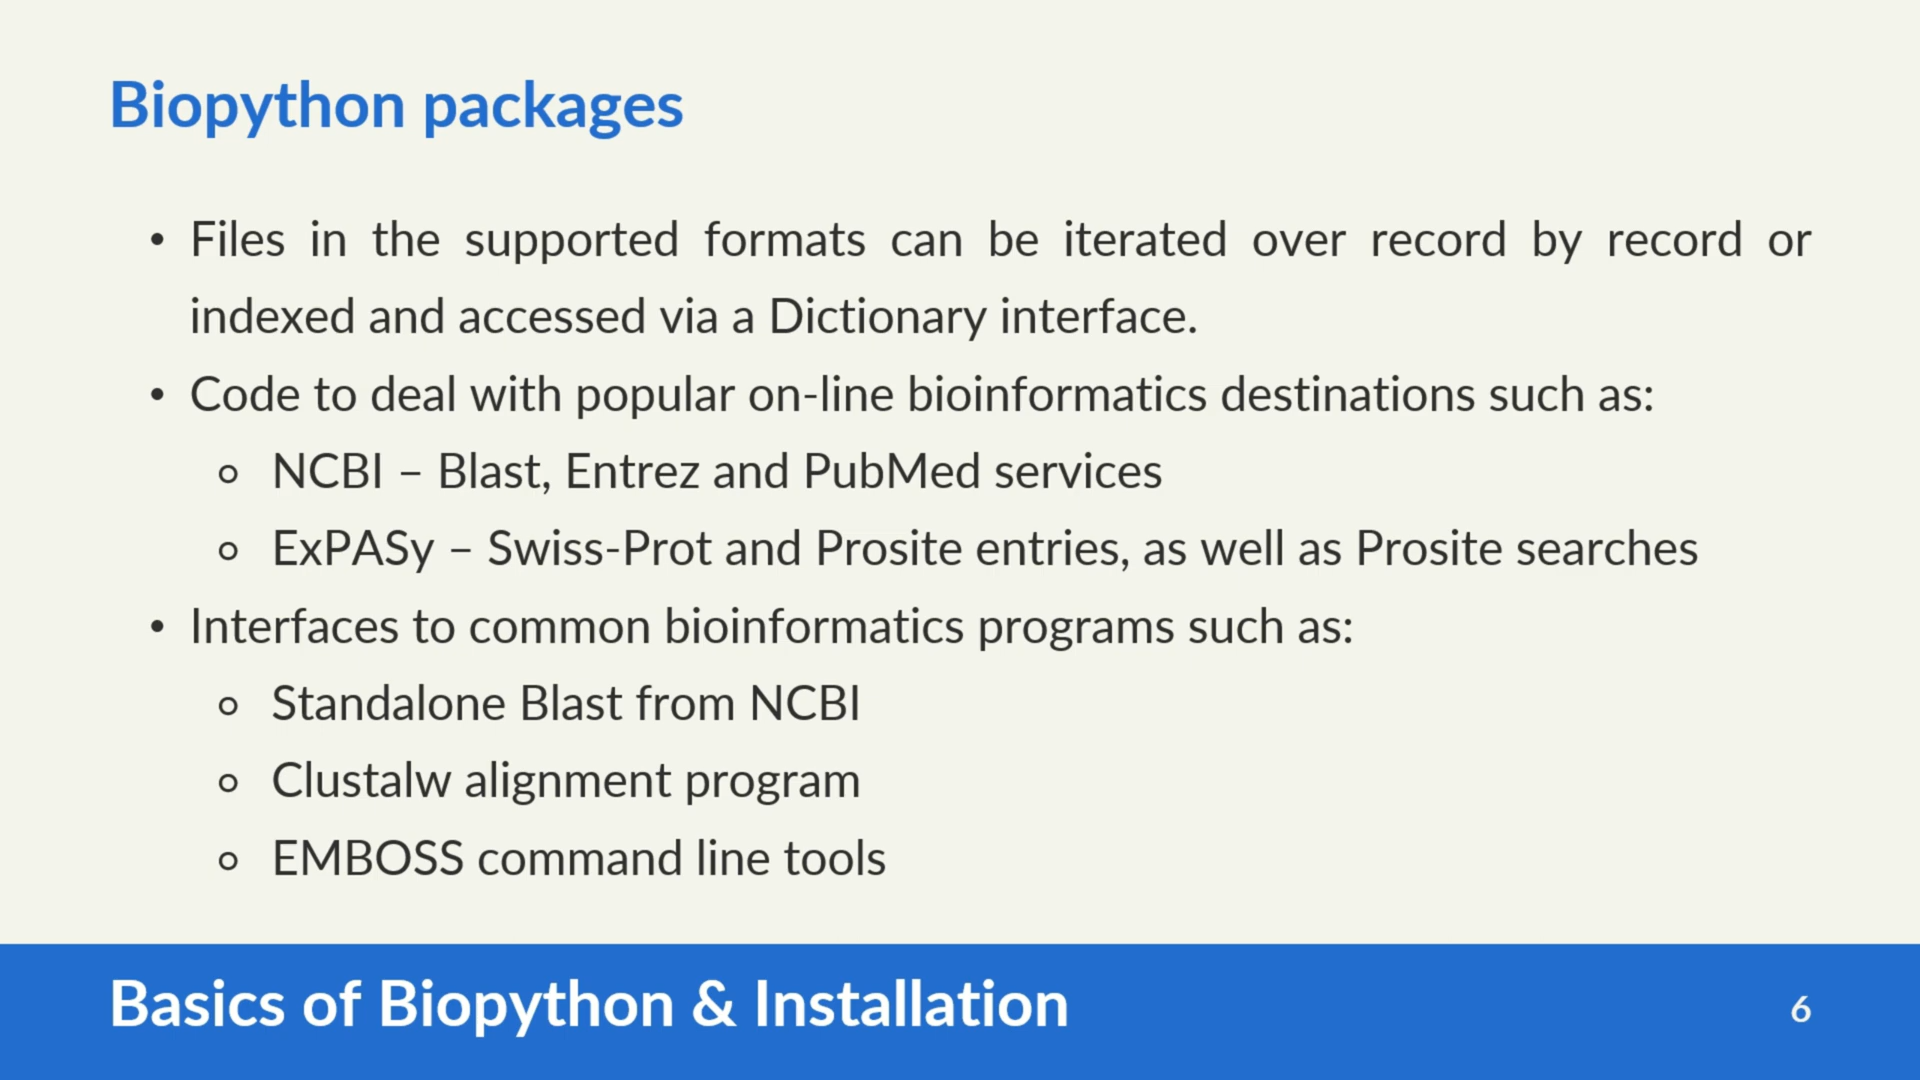 Biopython packages
• Files in the supported formats can be iterated over record by record or
indexed and accessed via a Dictionary interface.
• Code to deal with popular on-line bioinformatics destinations such as:
○ NCBI – Blast, Entrez and PubMed services
○ ExPASy – Swiss-Prot and Prosite entries, as well as Prosite searches
• Interfaces to common bioinformatics programs such as:
○ Standalone Blast from NCBI
○ Clustalw alignment program
○ EMBOSS command line tools
Basics of Biopython & Installation
6